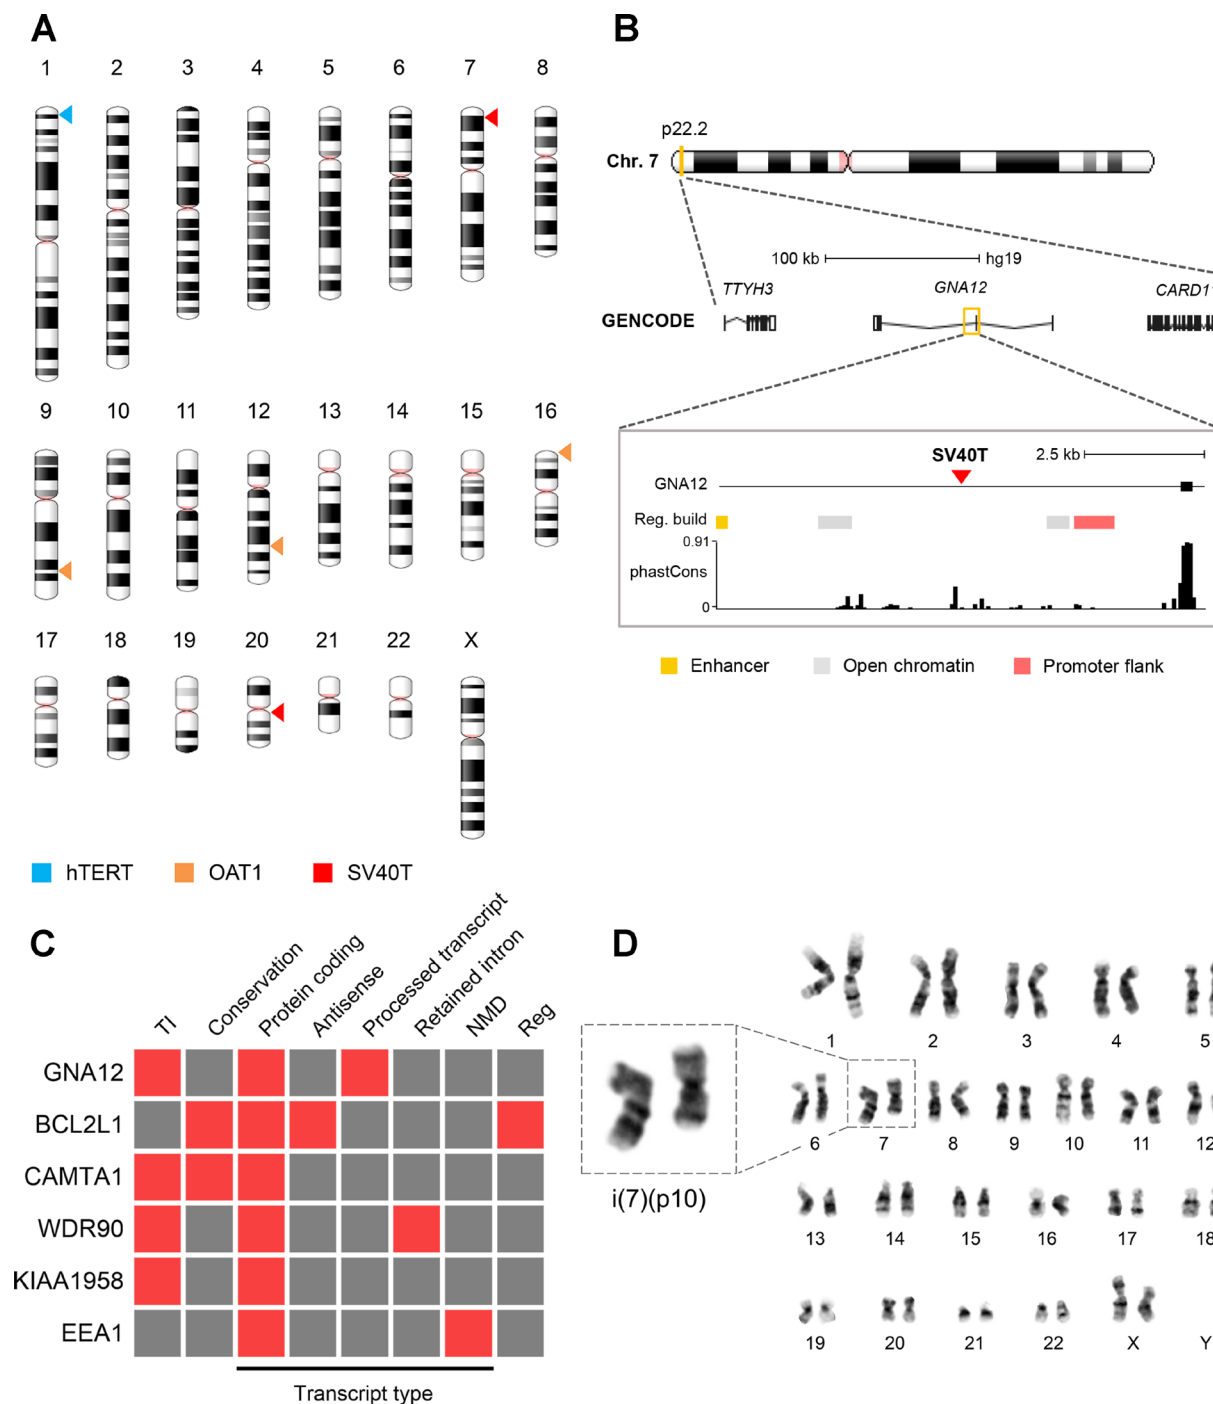 A
1 2 3 4 5 6 7 8
9 10 11 12 13 14 15 16
17 18 19 20 21 22 X
hTERT OAT1 SV40T
B
p22.2
Chr. 7
100 kb hg19
TTYH3 GNA12 CARD11
GENCODE
SV40T 2.5 kb
GNA12
Reg. build
0.91
phastCons
0
Enhancer Open chromatin Promoter flank
C
TI Conservation Protein coding Antisense Processed transcript Retained intron NMD Reg
GNA12
BCL2L1
CAMTA1
WDR90
KIAA1958
EEA1
Transcript type
D
1 2 3 4 5
6 7 8 9 10 11 12
i(7)(p10)
13 14 15 16 17 18
19 20 21 22 X Y